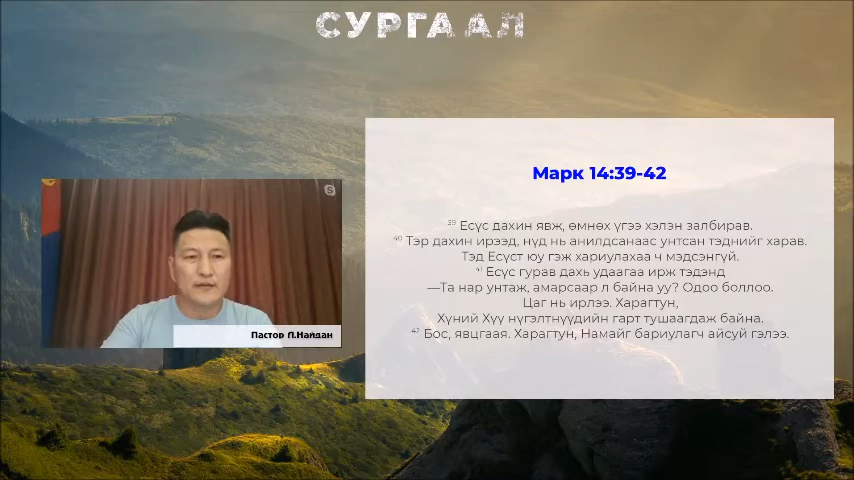 СУРГААЛ
Марк 14:39-42
39 Есүс дахин явж, өмнөх үгээ хэлэн залбирав.
40 Тэр дахин ирээд, нүд нь анилдсанаас унтсан тэднийг харав.
Тэд Есүст юу гэж хариулахаа ч мэдсэнгүй.
41 Есүс гурав дахь удаагаа ирж тэдэнд
—Та нар унтаж, амарсаар л байна уу? Одоо боллоо.
Цаг нь ирлээ. Харагтун,
Хүний Хүү нүгэлтнүүдийн гарт тушаагдаж байна.
42 Бос, явцгаая. Харагтун, Намайг бариулагч айсуй гэлээ.
Пастор Л.Найдан